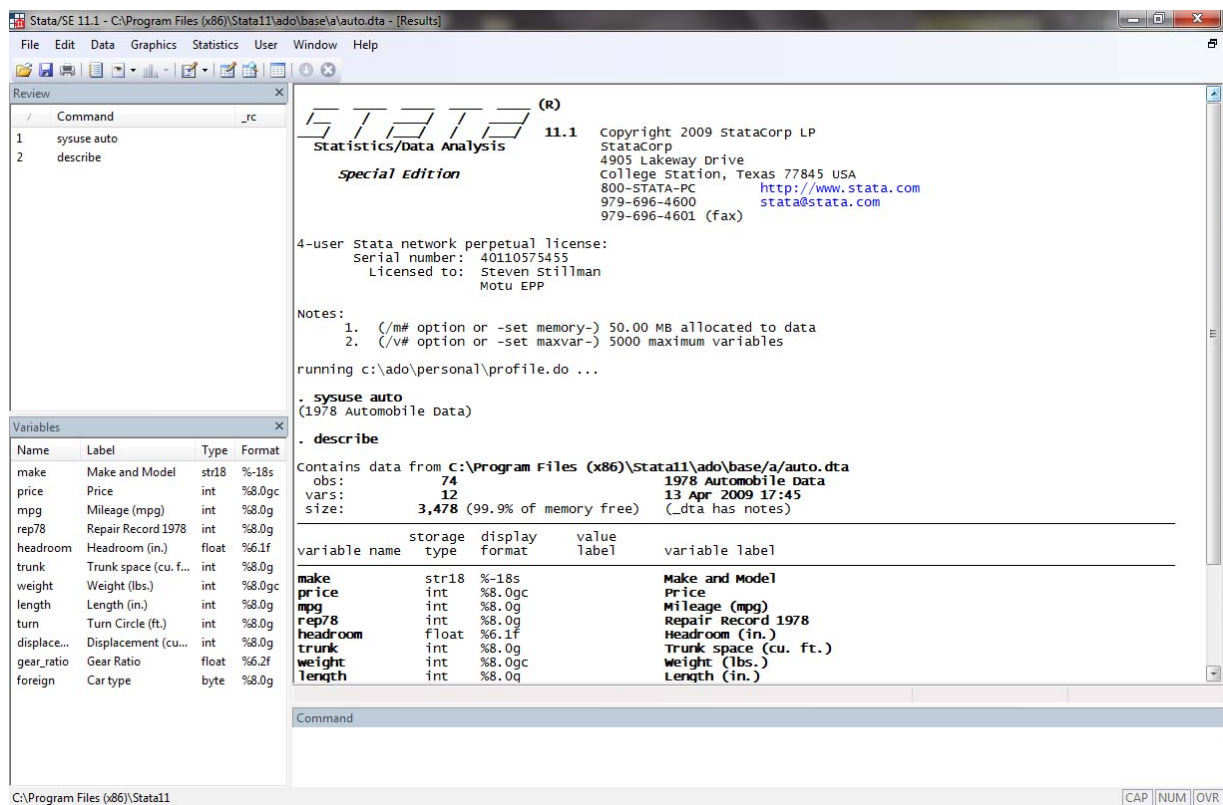 Stata/SE 11.1 - C:\Program Files (x86)\Stata11\ado\base\a\auto.dta - [Results]
File Edit Data Graphics Statistics User Window Help
Review
/ Command _rc
1 sysuse auto
2 describe
Variables
Name Label Type Format
make Make and Model str18 %-18s
price Price int %8.0gc
mpg Mileage (mpg) int %8.0g
rep78 Repair Record 1978 int %8.0g
headroom Headroom (in.) float %6.1f
trunk Trunk space (cu. f... int %8.0g
weight Weight (lbs.) int %8.0gc
length Length (in.) int %8.0g
turn Turn Circle (ft.) int %8.0g
displace... Displacement (cu... int %8.0g
gear_ratio Gear Ratio float %6.2f
foreign Car type byte %8.0g
STATA (R)
11.1 Copyright 2009 StataCorp LP
Statistics/Data Analysis StataCorp
4905 Lakeway Drive
Special Edition College Station, Texas 77845 USA
800-STATA-PC http://www.stata.com
979-696-4600 stata@stata.com
979-696-4601 (fax)
4-user Stata network perpetual license:
Serial number: 40110575455
Licensed to: Steven Stillman
Motu EPP
Notes:
1. (/m# option or -set memory-) 50.00 MB allocated to data
2. (/v# option or -set maxvar-) 5000 maximum variables
running c:\ado\personal\profile.do ...
. sysuse auto
(1978 Automobile Data)
. describe
Contains data from C:\Program Files (x86)\Stata11\ado\base/a/auto.dta
obs: 74 1978 Automobile Data
vars: 12 13 Apr 2009 17:45
size: 3,478 (99.9% of memory free) (_dta has notes)
storage display value
variable name type format label variable label
make str18 %-18s Make and Model
price int %8.0gc Price
mpg int %8.0g Mileage (mpg)
rep78 int %8.0g Repair Record 1978
headroom float %6.1f Headroom (in.)
trunk int %8.0g Trunk space (cu. ft.)
weight int %8.0gc Weight (lbs.)
length int %8.0g Length (in.)
Command
C:\Program Files (x86)\Stata11
CAP NUM OVR